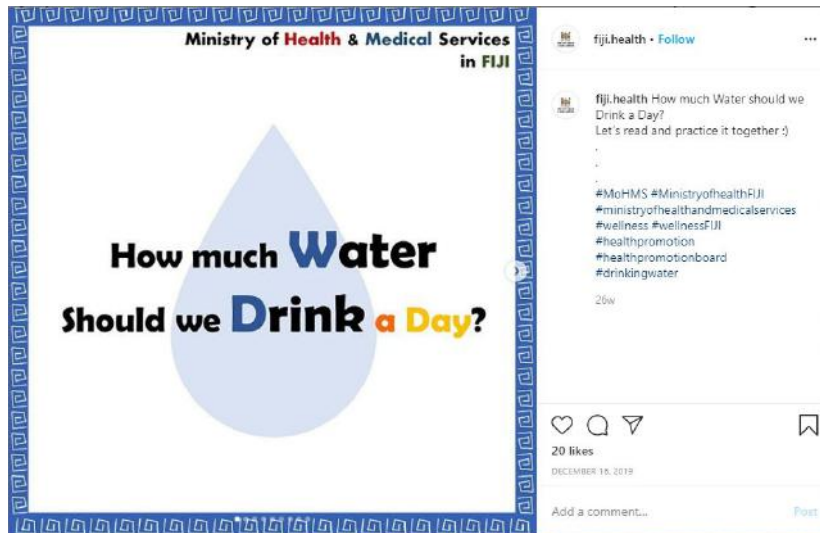 Ministry of Health & Medical Services
in FIJI
How much Water
Should we Drink a Day?
fiji.health • Follow
fiji.health How much Water should we
Drink a Day?
Let's read and practice it together :)
.
.
.
#MoHMS #MinistryofhealthFIJI
#ministryofhealthandmedicalservices
#wellness #wellnessFIJI
#healthpromotion
#healthpromotionboard
#drinkingwater
26w
20 likes
DECEMBER 16, 2019
Add a comment...
Post